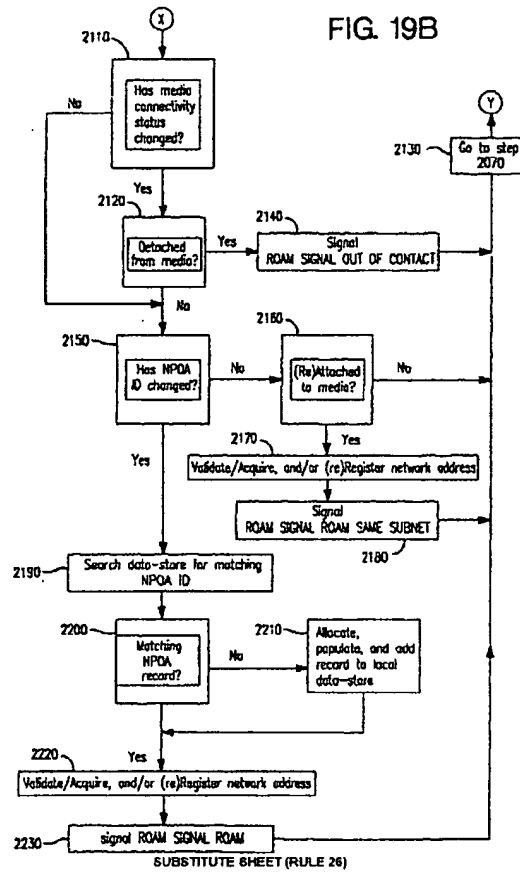 FIG. 19B
X
2110
Has media
connectivity
status
changed?
No
Yes
Y
2130
Go to step
2070
2120
Detached
from media?
Yes
2140
Signal
ROAM SIGNAL OUT OF CONTACT
No
2150
Has NPOA
ID changed?
No
2160
(Re)Attached
to media?
No
Yes
2170
Validate/Acquire, and/or (re)Register network address
Yes
Signal
ROAM SIGNAL ROAM SAME SUBNET
2180
2190
Search data-store for matching
NPOA ID
2200
Matching
NPOA
record?
No
2210
Allocate,
populate, and add
record to local
data-store
Yes
2220
Validate/Acquire, and/or (re)Register network address
2230
signal ROAM SIGNAL ROAM
SUBSTITUTE SHEET (RULE 26)